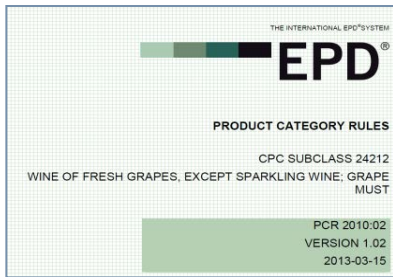 THE INTERNATIONAL EPD®SYSTEM
EPD®
PRODUCT CATEGORY RULES
CPC SUBCLASS 24212
WINE OF FRESH GRAPES, EXCEPT SPARKLING WINE; GRAPE
MUST
PCR 2010:02
VERSION 1.02
2013-03-15